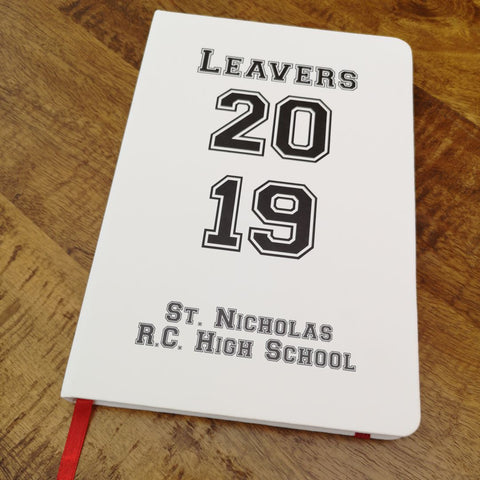 Leavers
20
19
St. Nicholas
R.C. High School